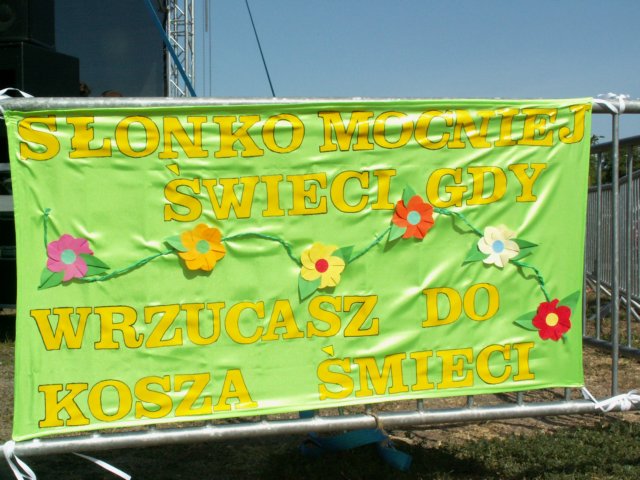 SŁONKO MOCNIEJ
ŚWIECI GDY
WRZUCASZ DO
KOSZA ŚMIECI